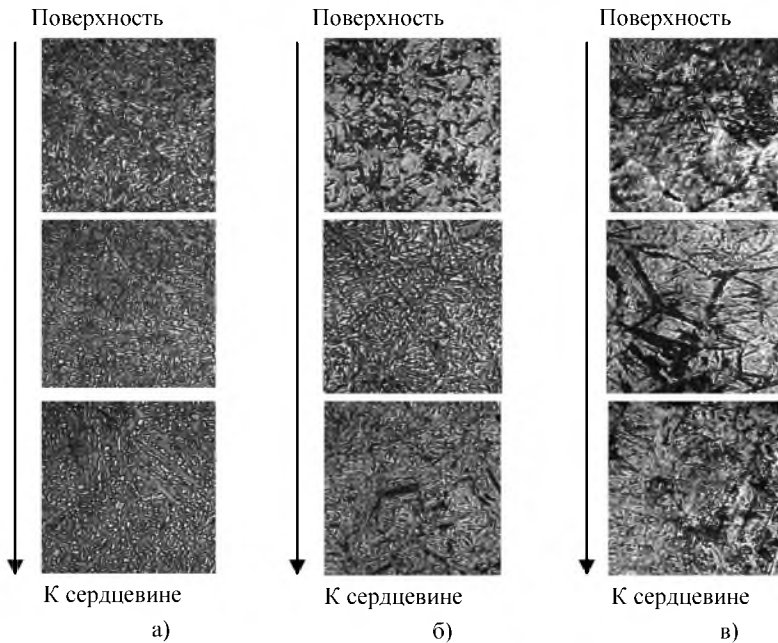 Поверхность
Поверхность
Поверхность
К сердцевине
К сердцевине
К сердцевине
а)
б)
в)